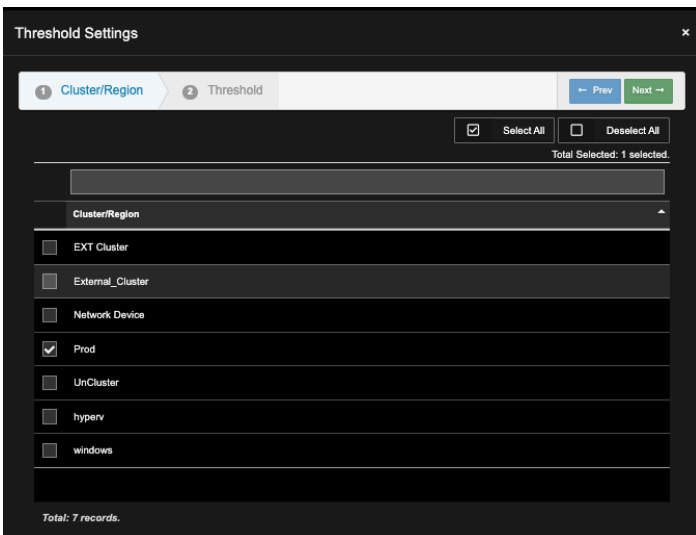 Threshold Settings ×
1 Cluster/Region 2 Threshold ← Prev Next →
Select All Deselect All
Total Selected: 1 selected.
Cluster/Region
EXT Cluster
External_Cluster
Network Device
Prod
UnCluster
hyperv
windows
Total: 7 records.